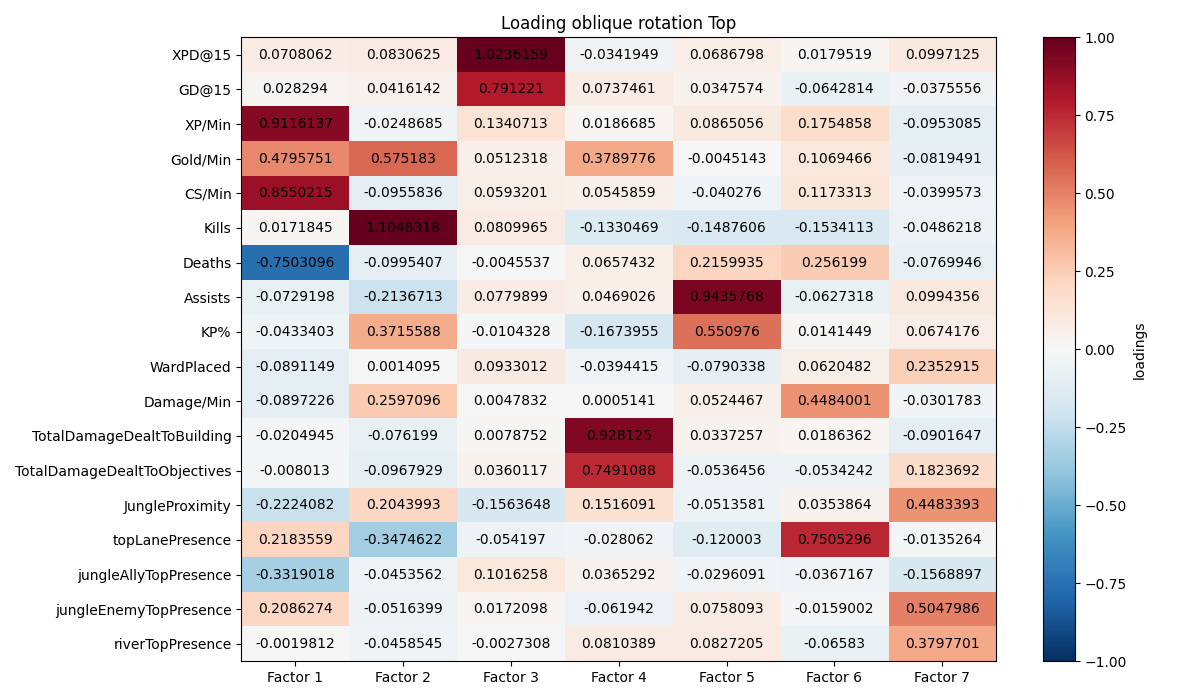 Loading oblique rotation Top
XPD@15 0.0708062 0.0830625 1.0236159 -0.0341949 0.0686798 0.0179519 0.0997125
GD@15 0.028294 0.0416142 0.791221 0.0737461 0.0347574 -0.0642814 -0.0375556
XP/Min 0.9116137 -0.0248685 0.1340713 0.0186685 0.0865056 0.1754858 -0.0953085
Gold/Min 0.4795751 0.575183 0.0512318 0.3789776 -0.0045143 0.1069466 -0.0819491
CS/Min 0.8550215 -0.0955836 0.0593201 0.0545859 -0.040276 0.1173313 -0.0399573
Kills 0.0171845 1.1048318 0.0809965 -0.1330469 -0.1487606 -0.1534113 -0.0486218
Deaths -0.7503096 -0.0995407 -0.0045537 0.0657432 0.2159935 0.256199 -0.0769946
Assists -0.0729198 -0.2136713 0.0779899 0.0469026 0.9435768 -0.0627318 0.0994356
KP% -0.0433403 0.3715588 -0.0104328 -0.1673955 0.550976 0.0141449 0.0674176
WardPlaced -0.0891149 0.0014095 0.0933012 -0.0394415 -0.0790338 0.0620482 0.2352915
Damage/Min -0.0897226 0.2597096 0.0047832 0.0005141 0.0524467 0.4484001 -0.0301783
TotalDamageDealtToBuilding -0.0204945 -0.076199 0.0078752 0.928125 0.0337257 0.0186362 -0.0901647
TotalDamageDealtToObjectives -0.008013 -0.0967929 0.0360117 0.7491088 -0.0536456 -0.0534242 0.1823692
JungleProximity -0.2224082 0.2043993 -0.1563648 0.1516091 -0.0513581 0.0353864 0.4483393
topLanePresence 0.2183559 -0.3474622 -0.054197 -0.028062 -0.120003 0.7505296 -0.0135264
jungleAllyTopPresence -0.3319018 -0.0453562 0.1016258 0.0365292 -0.0296091 -0.0367167 -0.1568897
jungleEnemyTopPresence 0.2086274 -0.0516399 0.0172098 -0.061942 0.0758093 -0.0159002 0.5047986
riverTopPresence -0.0019812 -0.0458545 -0.0027308 0.0810389 0.0827205 -0.06583 0.3797701
Factor 1 Factor 2 Factor 3 Factor 4 Factor 5 Factor 6 Factor 7
1.00
0.75
0.50
0.25
0.00
−0.25
−0.50
−0.75
−1.00
loadings